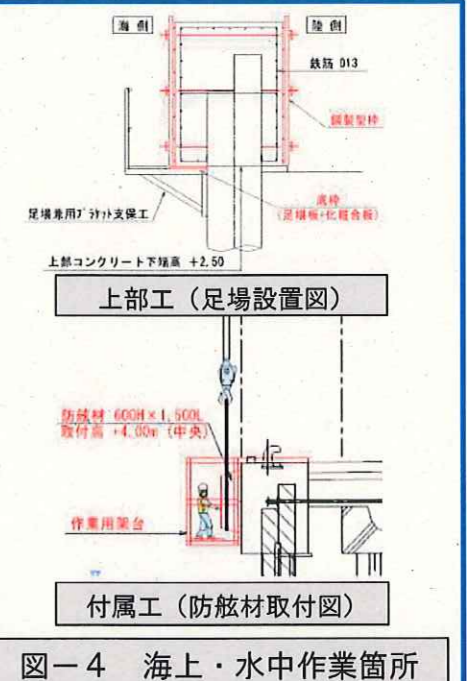 海 側
陸 側
鉄筋 D13
鋼製型枠
底枠
(足場板+化粧合板)
足場兼用ブラケット支保工
上部コンクリート下端高 +2.50
上部工（足場設置図）
防舷材 600H×1,500L
取付高 +4.00m (中央)
作業用架台
付属工（防舷材取付図）
図－４　海上・水中作業箇所